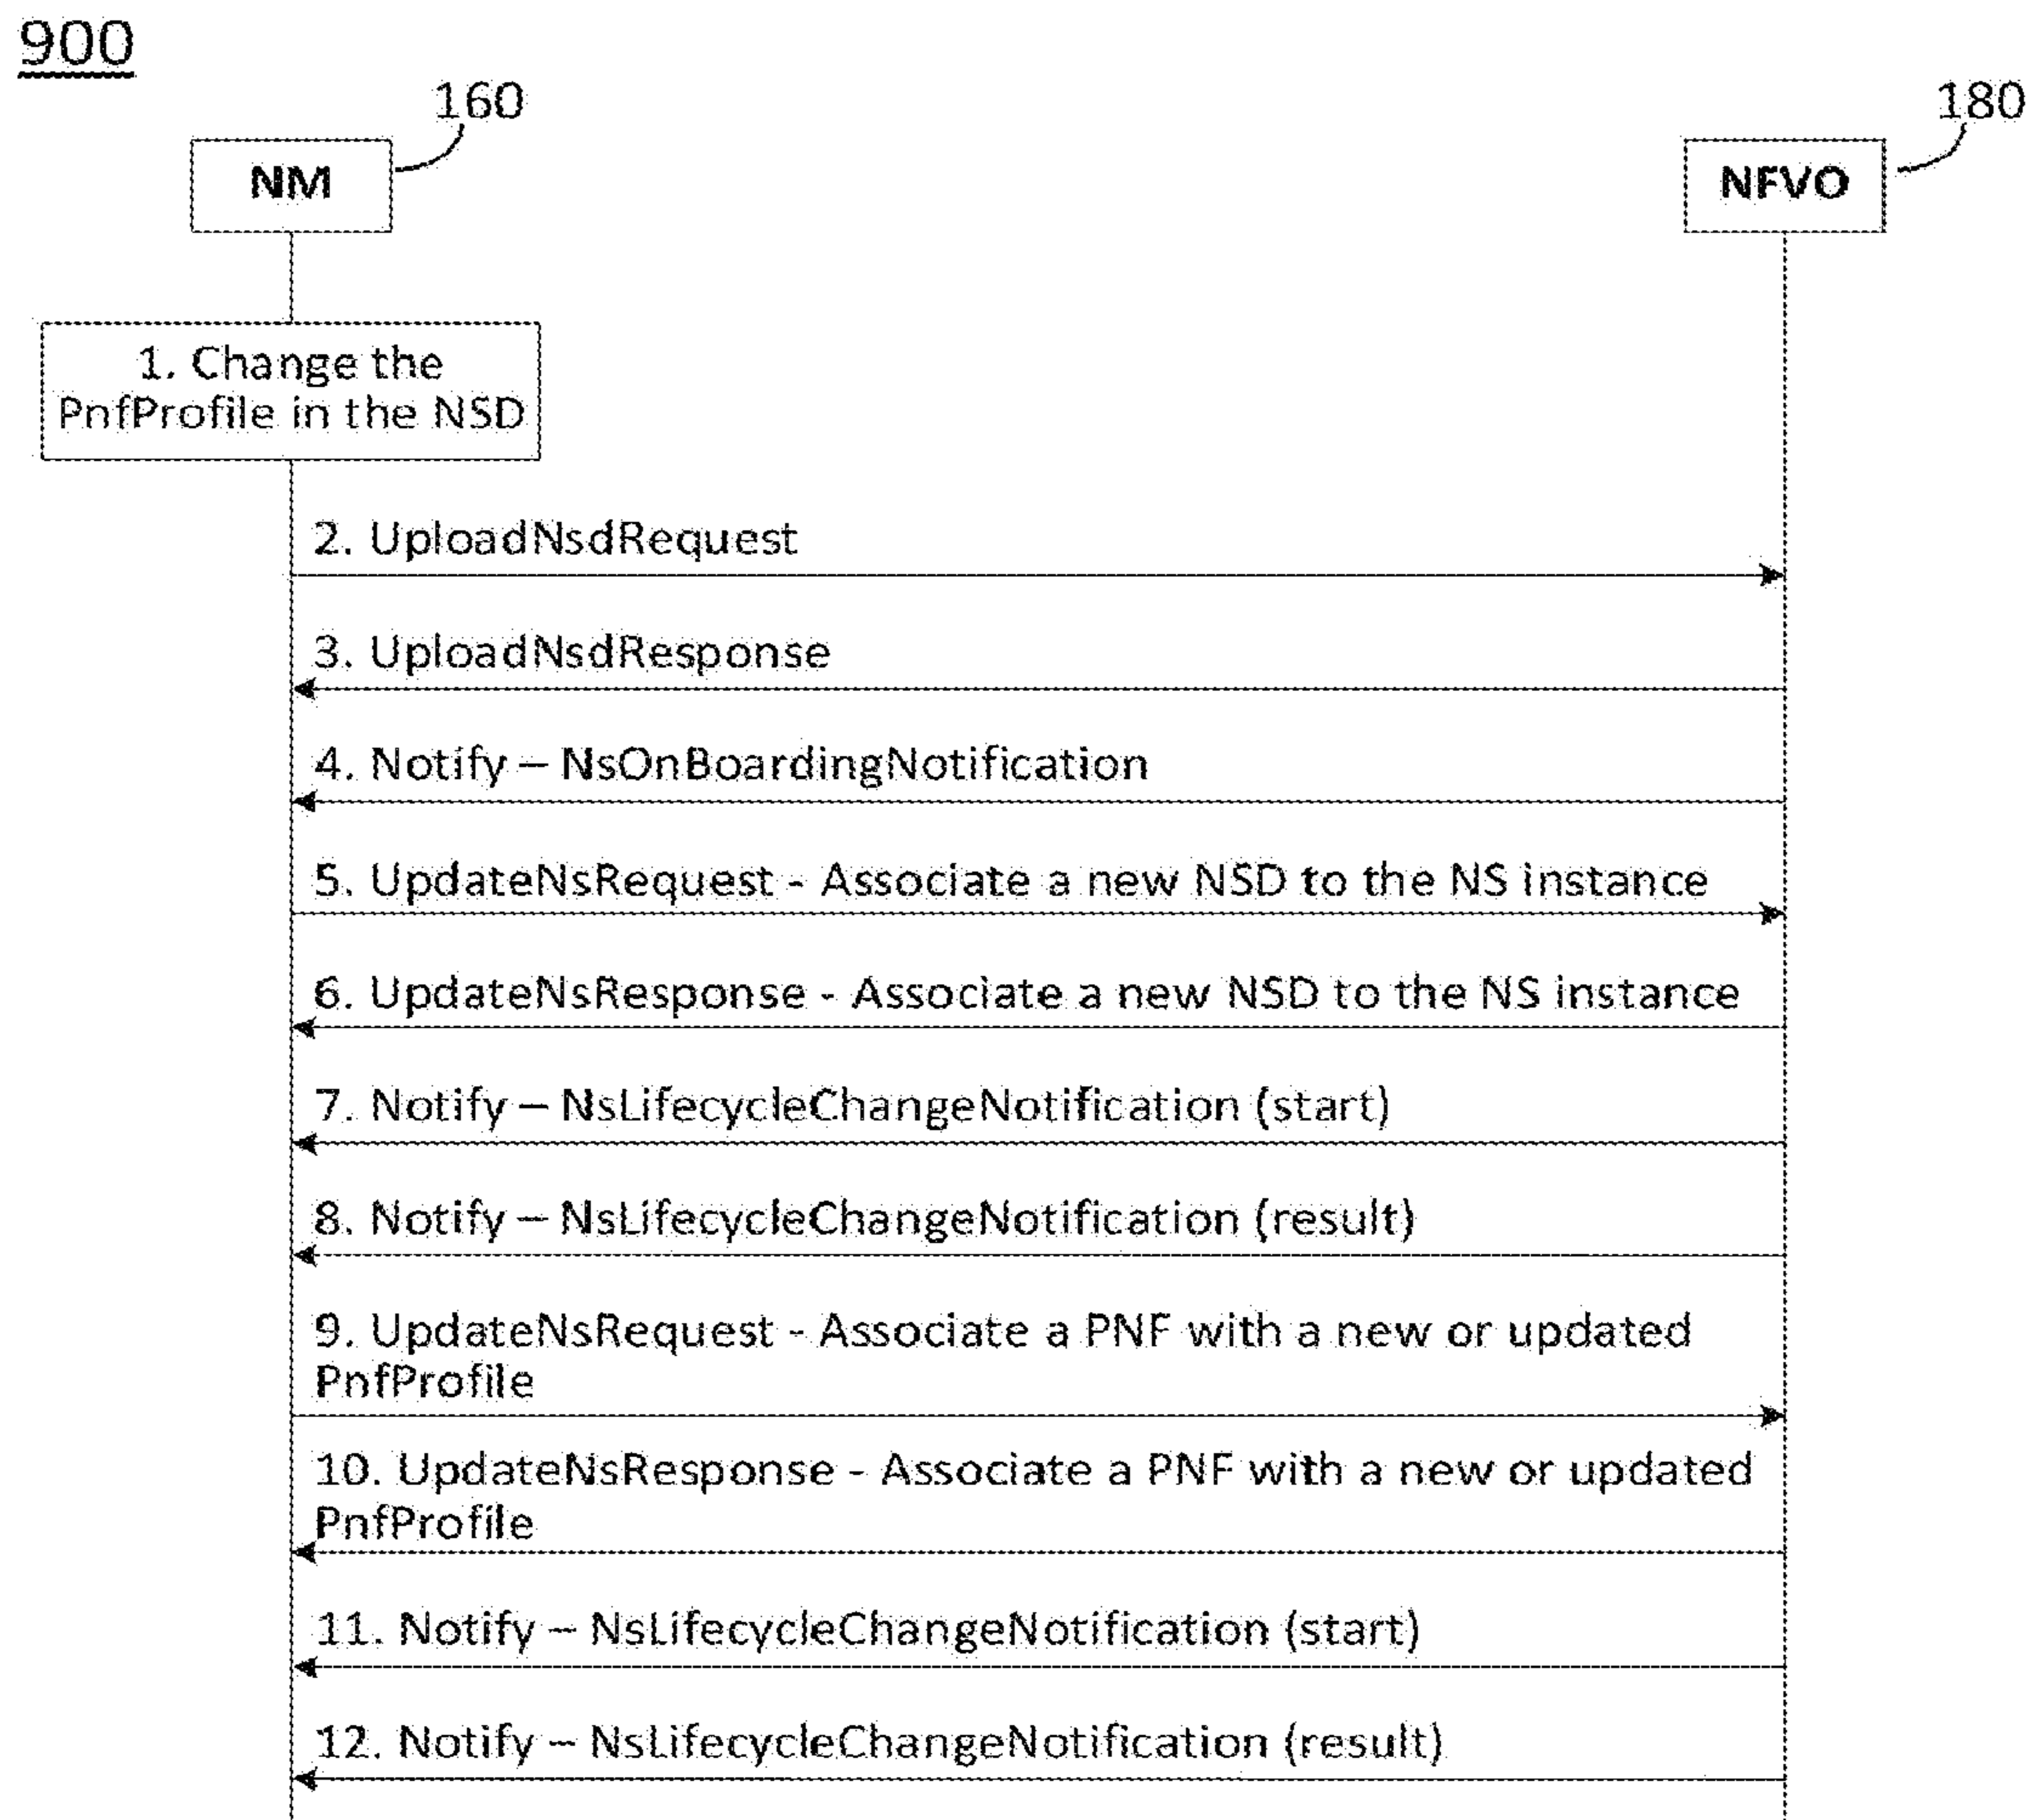 900
160
180
NM
NFVO
1. Change the
PnfProfile in the NSD
2. UploadNsdRequest
3. UploadNsdResponse
4. Notify – NsOnBoardingNotification
5. UpdateNsRequest - Associate a new NSD to the NS instance
6. UpdateNsResponse - Associate a new NSD to the NS instance
7. Notify – NsLifecycleChangeNotification (start)
8. Notify – NsLifecycleChangeNotification (result)
9. UpdateNsRequest - Associate a PNF with a new or updated
PnfProfile
10. UpdateNsResponse - Associate a PNF with a new or updated
PnfProfile
11. Notify – NsLifecycleChangeNotification (start)
12. Notify – NsLifecycleChangeNotification (result)